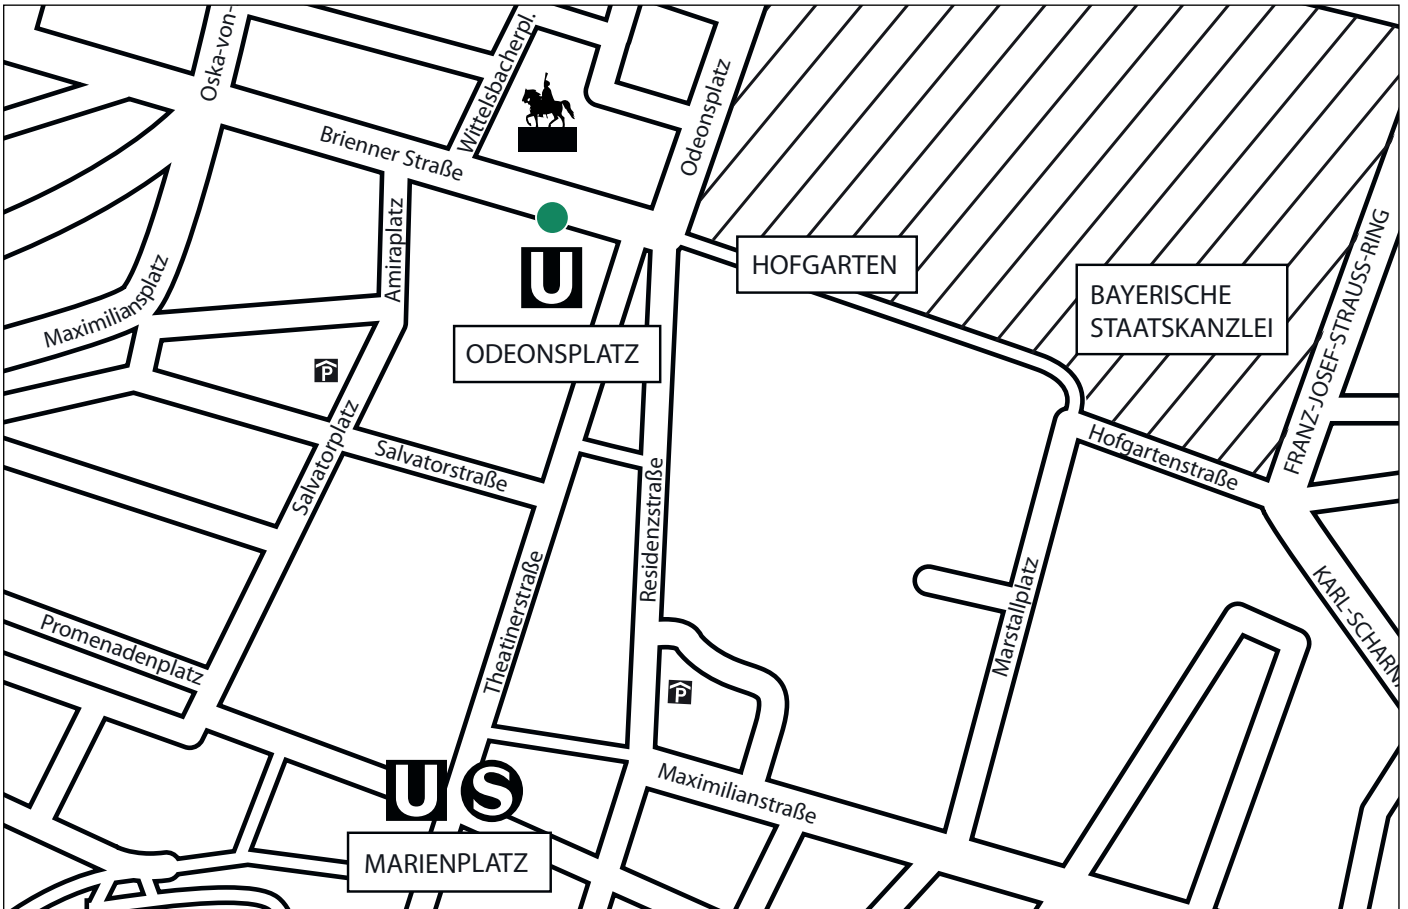 Oska-von-
Wittelsbacherpl.
Odeonsplatz
Brienner Straße
Amiraplatz
Maximiliansplatz
U
HOFGARTEN
BAYERISCHE
STAATSKANZLEI
FRANZ-JOSEF-STRAUSS-RING
ODEONSPLATZ
P
Salvatorplatz
Salvatorstraße
Hofgartenstraße
Residenzstraße
Theatinerstraße
Marstallplatz
KARL-SCHARN
Promenadenplatz
P
U S
Maximilianstraße
MARIENPLATZ